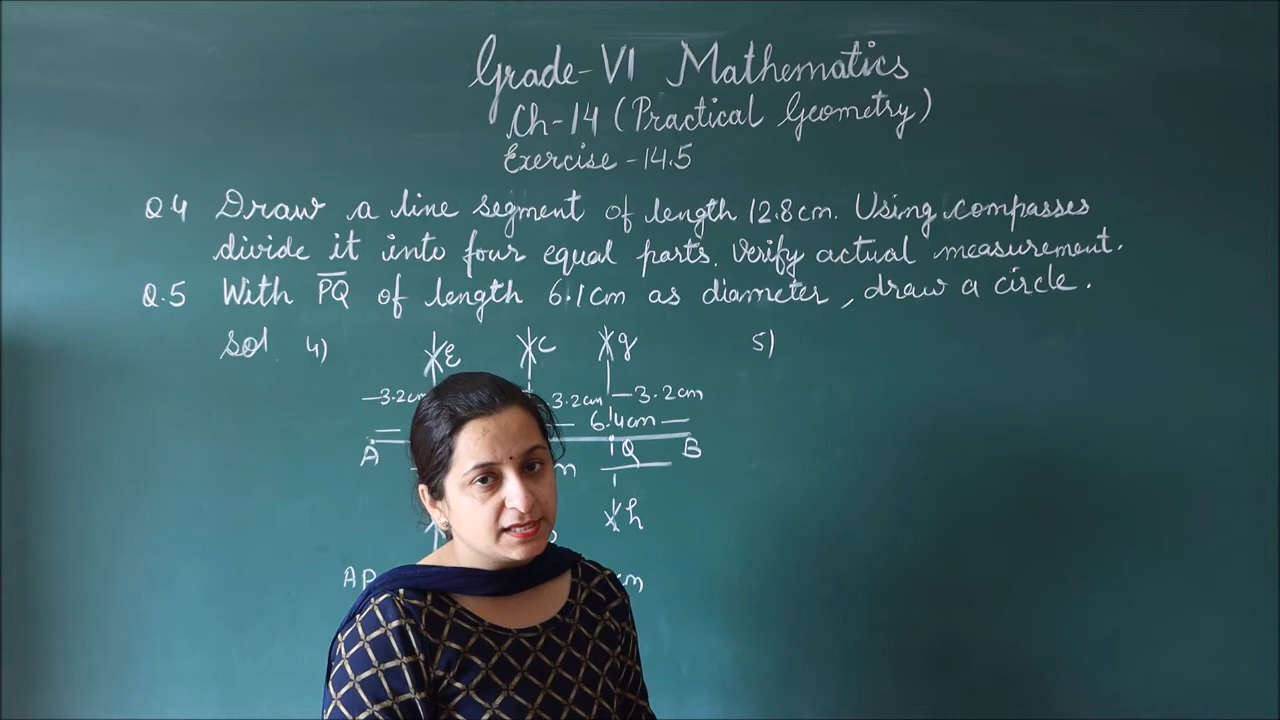 Grade-VI Mathematics
Ch-14 (Practical Geometry)
Exercise - 14.5
Q4 Draw a line segment of length 12.8cm. Using compasses
divide it into four equal parts. Verify actual measurement.
Q.5 With PQ of length 6.1cm as diameter, draw a circle.
Sol 4) 5)
E C g
3.2cm 3.2cm 3.2cm
6.4cm
A Q B
h
AP